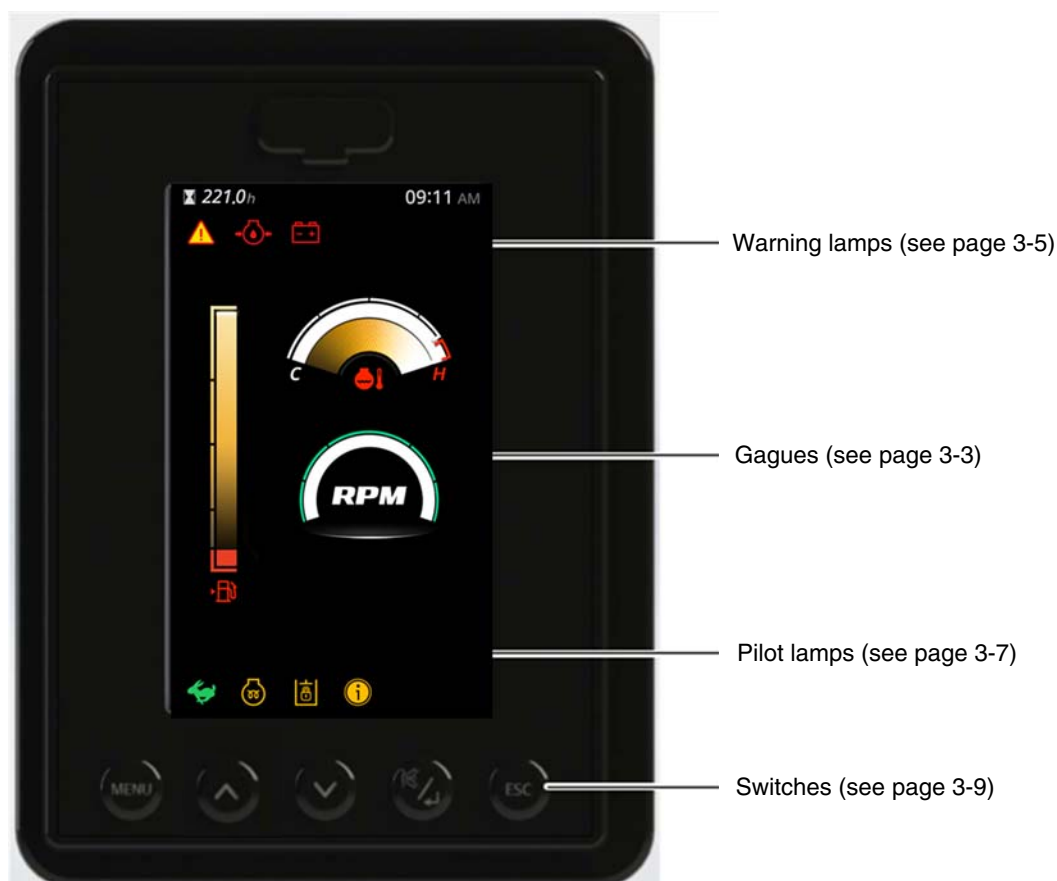 221.0h
09:11 AM
Warning lamps (see page 3-5)
C
H
Gagues (see page 3-3)
RPM
Pilot lamps (see page 3-7)
MENU
ESC
Switches (see page 3-9)